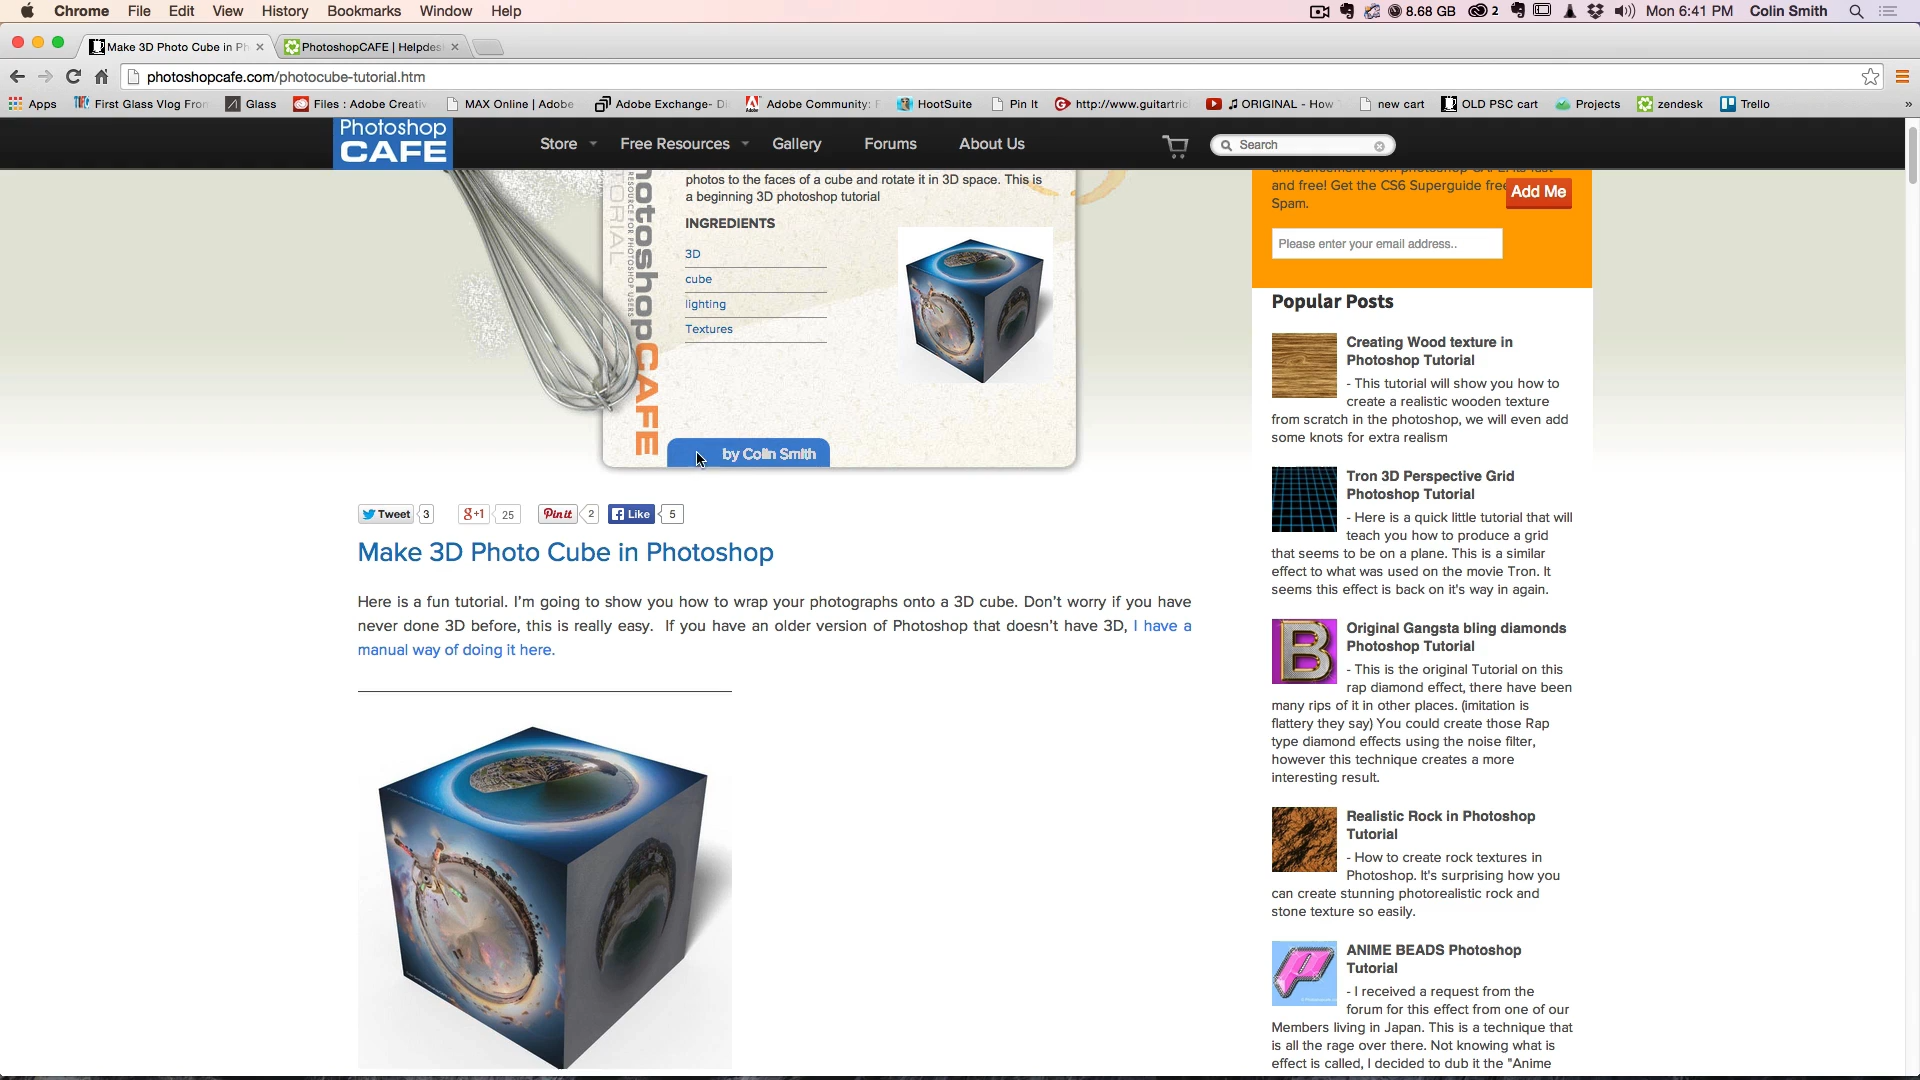 Chrome File Edit View History Bookmarks Window Help
8.68 GB 2 Mon 6:41 PM Colin Smith
Make 3D Photo Cube in Ph
PhotoshopCAFE | Helpdes
photoshopcafe.com/photocube-tutorial.htm
Apps First Glass Vlog Fron Glass Files : Adobe Creativ MAX Online | Adobe Adobe Exchange- Di Adobe Community: F HootSuite Pin It http://www.guitartric ORIGINAL - How new cart OLD PSC cart Projects zendesk Trello »
Photoshop
CAFE
Store Free Resources Gallery Forums About Us Search
photos to the faces of a cube and rotate it in 3D space. This is
a beginning 3D photoshop tutorial
INGREDIENTS
3D
cube
lighting
Textures
hotoshopCAFE
RESOURCE FOR PHOTOSHOP USERS
TORIAL
by Colin Smith
Tweet 3 g+1 25 Pin it 2 Like 5
Make 3D Photo Cube in Photoshop
Here is a fun tutorial. I'm going to show you how to wrap your photographs onto a 3D cube. Don't worry if you have
never done 3D before, this is really easy. If you have an older version of Photoshop that doesn't have 3D, I have a
manual way of doing it here.
and free! Get the CS6 Superguide free
Spam.
Add Me
Please enter your email address..
Popular Posts
Creating Wood texture in
Photoshop Tutorial
- This tutorial will show you how to
create a realistic wooden texture
from scratch in the photoshop, we will even add
some knots for extra realism
Tron 3D Perspective Grid
Photoshop Tutorial
- Here is a quick little tutorial that will
teach you how to produce a grid
that seems to be on a plane. This is a similar
effect to what was used on the movie Tron. It
seems this effect is back on it's way in again.
Original Gangsta bling diamonds
Photoshop Tutorial
- This is the original Tutorial on this
rap diamond effect, there have been
many rips of it in other places. (imitation is
flattery they say) You could create those Rap
type diamond effects using the noise filter,
however this technique creates a more
interesting result.
Realistic Rock in Photoshop
Tutorial
- How to create rock textures in
Photoshop. It's surprising how you
can create stunning photorealistic rock and
stone texture so easily.
ANIME BEADS Photoshop
Tutorial
- I received a request from the
forum for this effect from one of our
Members living in Japan. This is a technique that
is all the rage over there. Not knowing what is
effect is called, I decided to dub it the "Anime